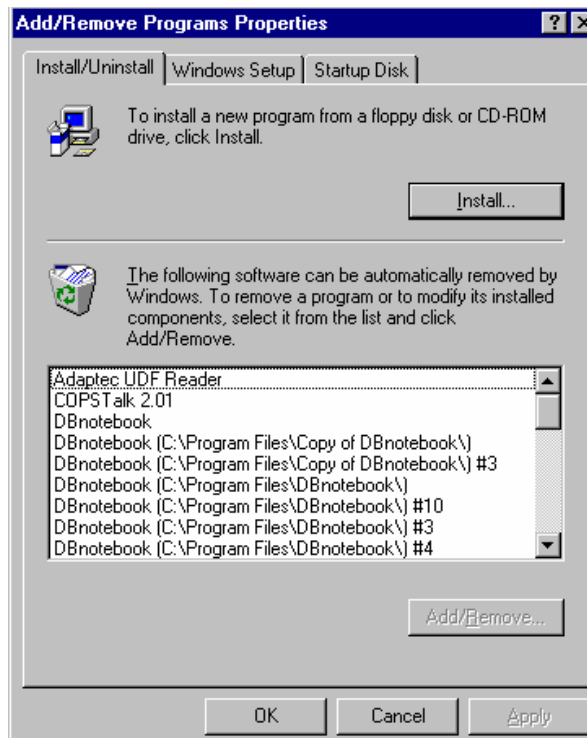 Add/Remove Programs Properties
Install/Uninstall
Windows Setup
Startup Disk
To install a new program from a floppy disk or CD-ROM
drive, click Install.
Install...
The following software can be automatically removed by
Windows. To remove a program or to modify its installed
components, select it from the list and click
Add/Remove.
Adaptec UDF Reader
COPSTalk 2.01
DBnotebook
DBnotebook (C:\Program Files\Copy of DBnotebook\)
DBnotebook (C:\Program Files\Copy of DBnotebook\) #3
DBnotebook (C:\Program Files\DBnotebook\)
DBnotebook (C:\Program Files\DBnotebook\) #10
DBnotebook (C:\Program Files\DBnotebook\) #3
DBnotebook (C:\Program Files\DBnotebook\) #4
Add/Remove...
OK
Cancel
Apply